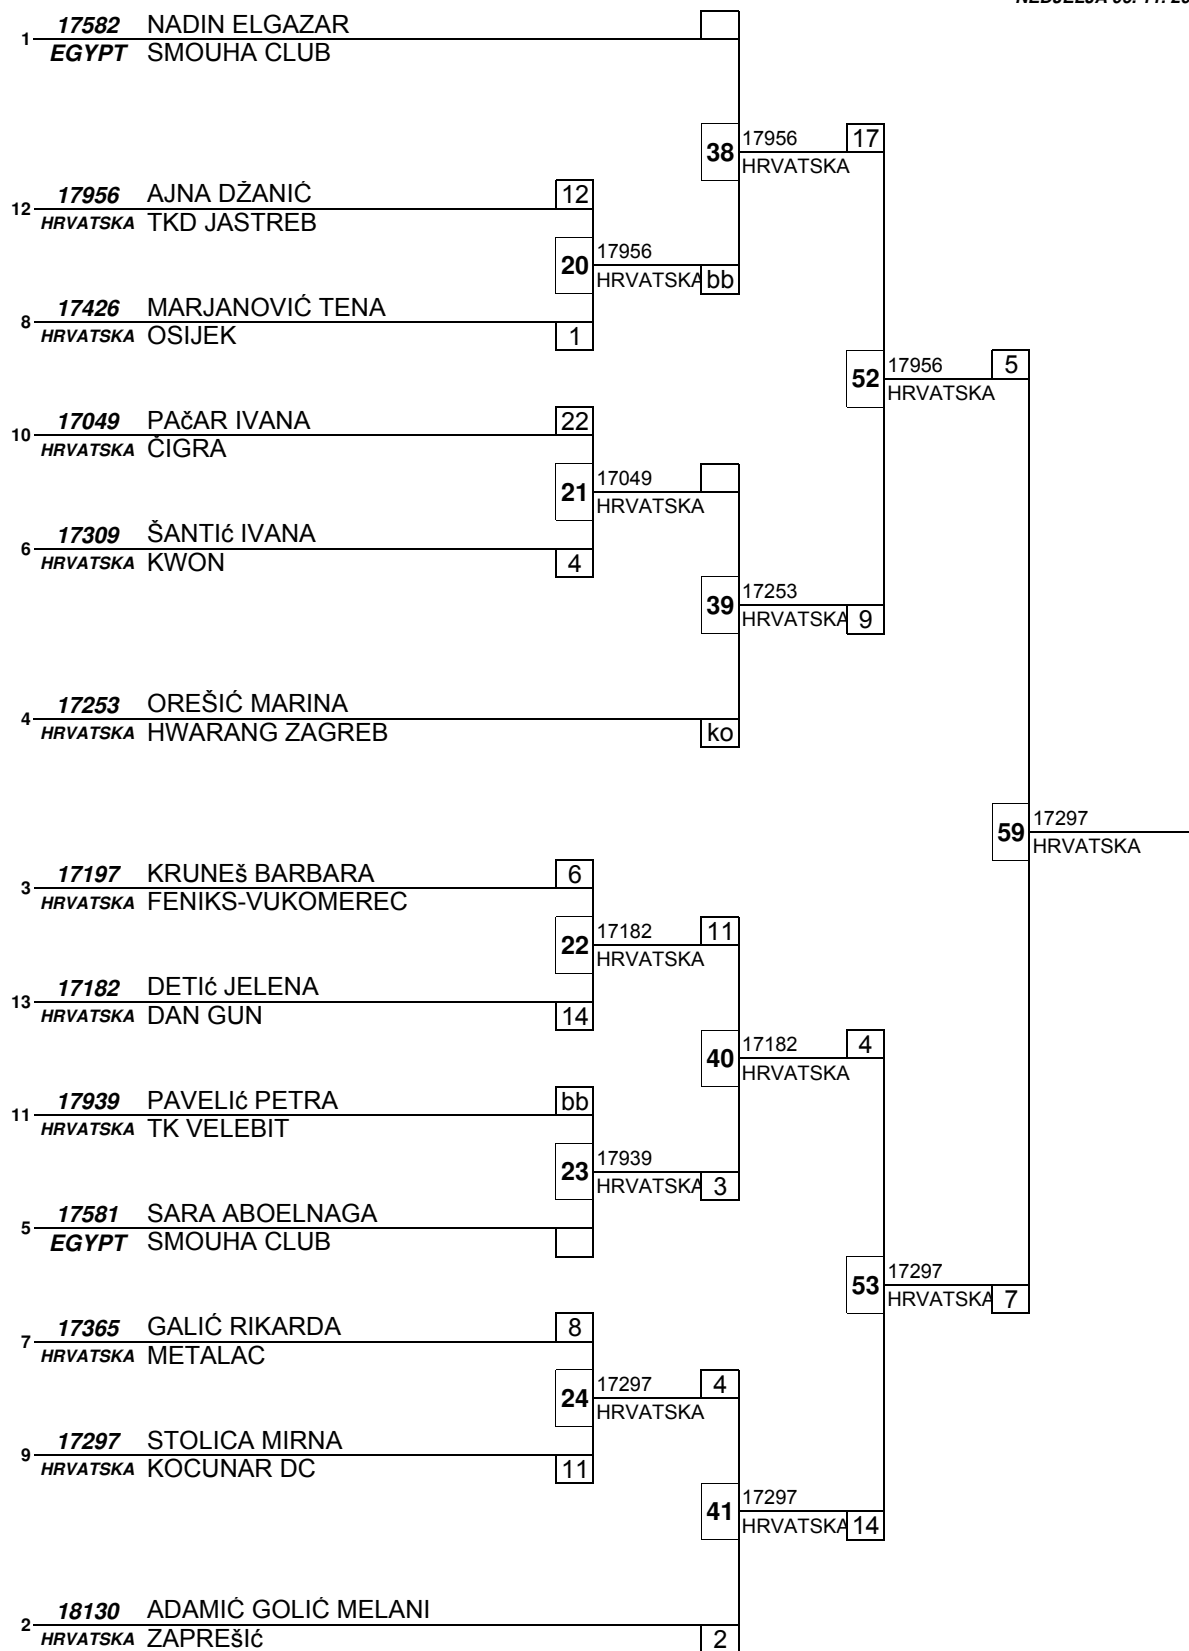 NEDJELJA 06. 11. 20
17582 NADIN ELGAZAR
1
EGYPT SMOUHA CLUB
38 17956 17
HRVATSKA
17956 AJNA DŽANIĆ 12
12
HRVATSKA TKD JASTREB
20 17956
HRVATSKA bb
17426 MARJANOVIĆ TENA
8
HRVATSKA OSIJEK 1
52 17956 5
HRVATSKA
17049 PAčAR IVANA 22
10
HRVATSKA ČIGRA
21 17049
HRVATSKA
17309 ŠANTIć IVANA
6
HRVATSKA KWON 4
39 17253
HRVATSKA 9
17253 OREŠIĆ MARINA
4
HRVATSKA HWARANG ZAGREB ko
59 17297
HRVATSKA
17197 KRUNEš BARBARA 6
3
HRVATSKA FENIKS-VUKOMEREC
22 17182 11
HRVATSKA
17182 DETIć JELENA
13
HRVATSKA DAN GUN 14
40 17182 4
HRVATSKA
17939 PAVELIć PETRA bb
11
HRVATSKA TK VELEBIT
23 17939
HRVATSKA 3
17581 SARA ABOELNAGA
5
EGYPT SMOUHA CLUB
53 17297
HRVATSKA 7
17365 GALIĆ RIKARDA 8
7
HRVATSKA METALAC
24 17297 4
HRVATSKA
17297 STOLICA MIRNA
9
HRVATSKA KOCUNAR DC 11
41 17297
HRVATSKA 14
18130 ADAMIĆ GOLIĆ MELANI
2
HRVATSKA ZAPREšIć 2